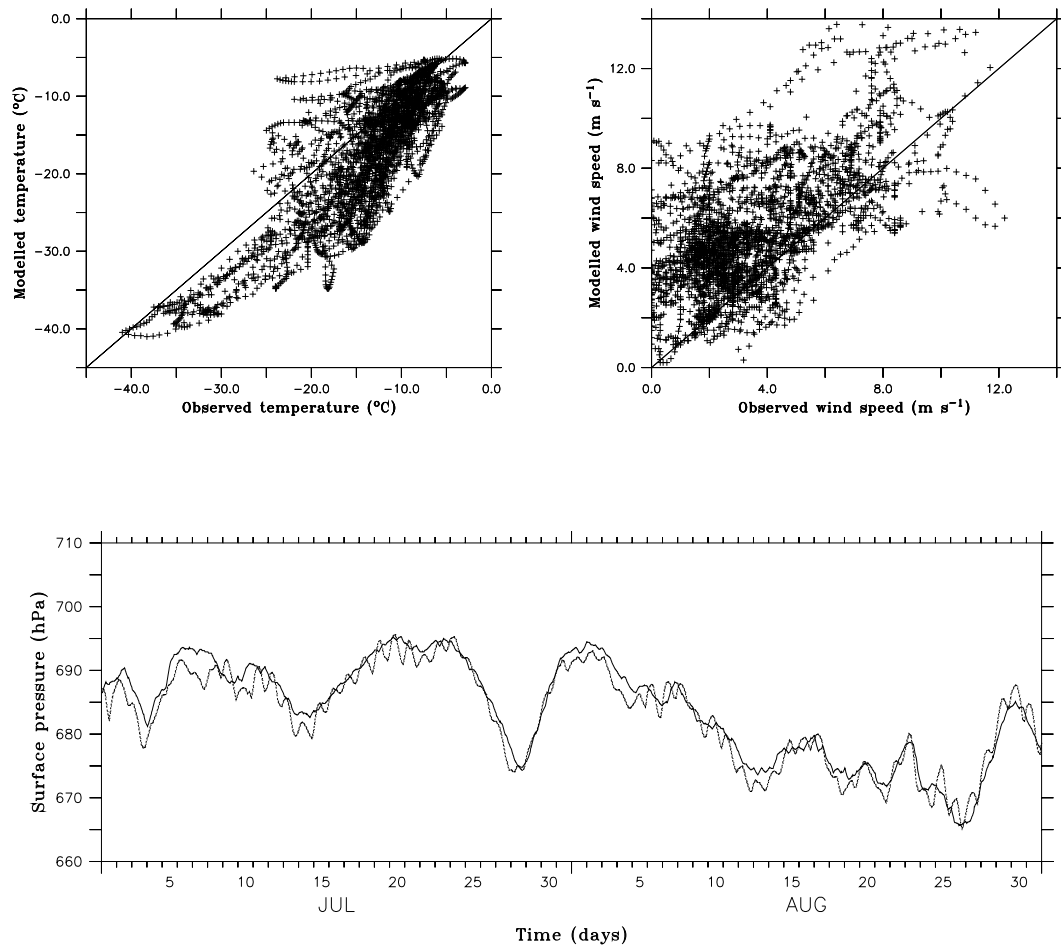 0.0
-10.0
-20.0
-30.0
-40.0
Modelled temperature (°C)
-40.0 -30.0 -20.0 -10.0 0.0
Observed temperature (°C)
12.0
8.0
4.0
0.0
Modelled wind speed (m s⁻¹)
0.0 4.0 8.0 12.0
Observed wind speed (m s⁻¹)
710
700
690
680
670
660
Surface pressure (hPa)
5 10 15 20 25 30 5 10 15 20 25 30
JUL AUG
Time (days)